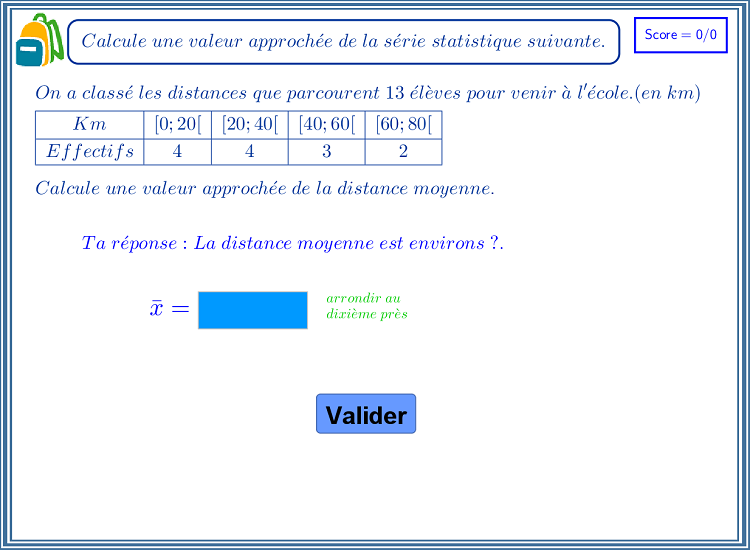 Calcule une valeur approchée de la série statistique suivante.
Score = 0/0
On a classé les distances que parcourent 13 élèves pour venir à l'école.(en km)
Km [0; 20[ [20; 40[ [40; 60[ [60; 80[
Effectifs 4 4 3 2
Calcule une valeur approchée de la distance moyenne.
Ta réponse : La distance moyenne est environs ?.
x̄ =
arrondir au
dixième près
Valider